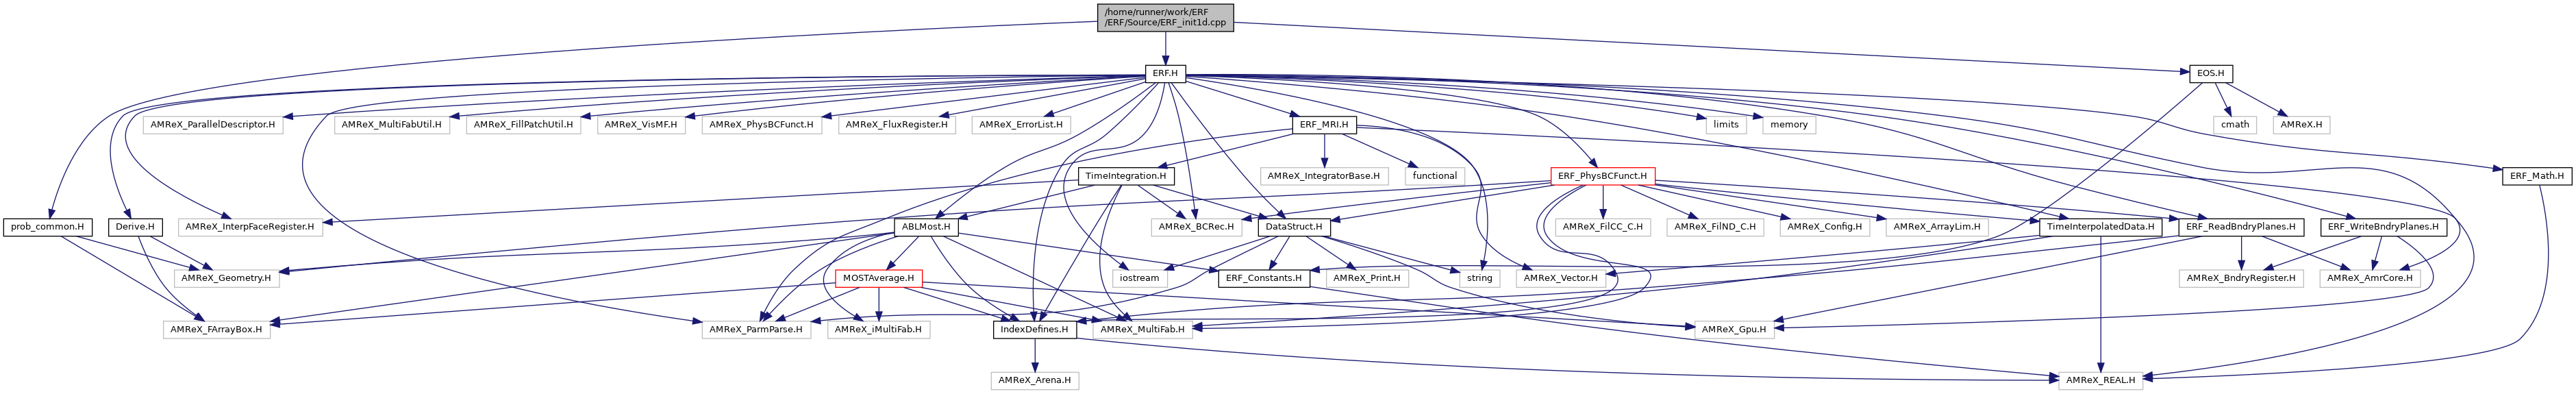 /home/runner/work/ERF
/ERF/Source/ERF_init1d.cpp
ERF.H
EOS.H
AMReX_ParallelDescriptor.H
AMReX_MultiFabUtil.H
AMReX_FillPatchUtil.H
AMReX_VisMF.H
AMReX_PhysBCFunct.H
AMReX_FluxRegister.H
AMReX_ErrorList.H
ERF_MRI.H
limits
memory
cmath
AMReX.H
TimeIntegration.H
AMReX_IntegratorBase.H
functional
ERF_PhysBCFunct.H
ERF_Math.H
prob_common.H
Derive.H
AMReX_InterpFaceRegister.H
ABLMost.H
AMReX_BCRec.H
DataStruct.H
AMReX_FilCC_C.H
AMReX_FilND_C.H
AMReX_Config.H
AMReX_ArrayLim.H
TimeInterpolatedData.H
ERF_ReadBndryPlanes.H
ERF_WriteBndryPlanes.H
AMReX_Geometry.H
MOSTAverage.H
iostream
ERF_Constants.H
AMReX_Print.H
string
AMReX_Vector.H
AMReX_BndryRegister.H
AMReX_AmrCore.H
AMReX_FArrayBox.H
AMReX_ParmParse.H
AMReX_iMultiFab.H
IndexDefines.H
AMReX_MultiFab.H
AMReX_Gpu.H
AMReX_Arena.H
AMReX_REAL.H